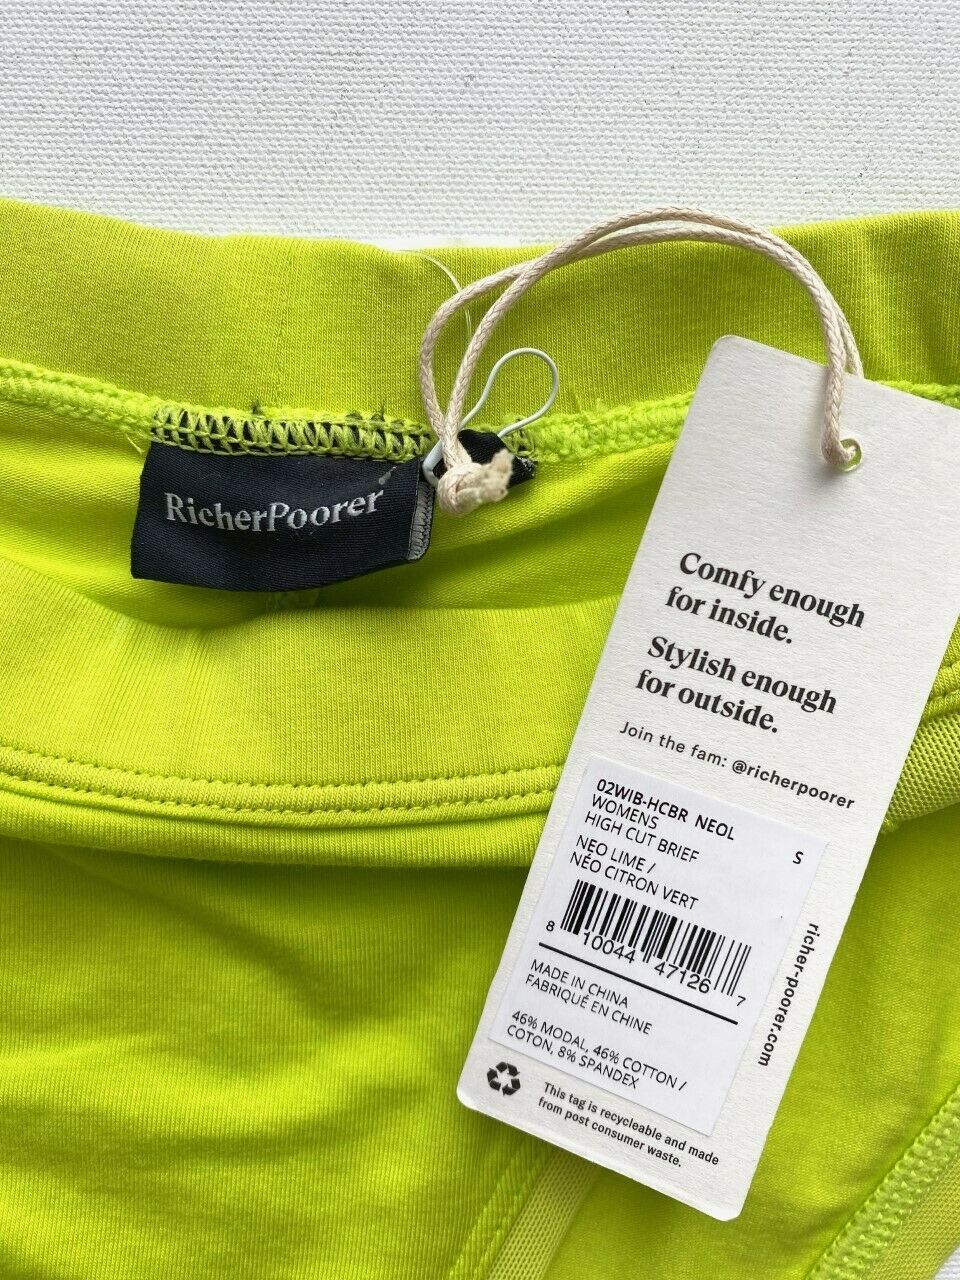 RicherPoorer
Comfy enough
for inside.
Stylish enough
for outside.
Join the fam: @richerpoorer
02WIB-HCBR NEOL
WOMENS
HIGH CUT BRIEF
S
NEO LIME /
NÉO CITRON VERT
8 10044 47126 7
MADE IN CHINA
FABRIQUÉ EN CHINE
46% MODAL, 46% COTTON /
COTON, 8% SPANDEX
richer-poorer.com
This tag is recycleable and made
from post consumer waste.